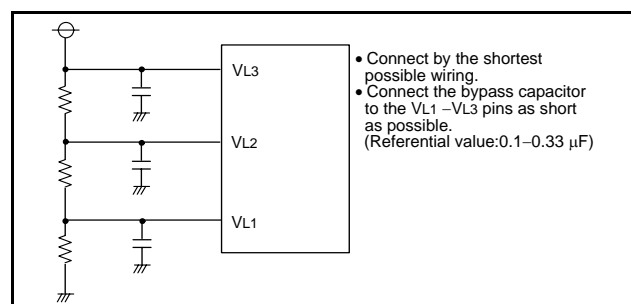 VL3
VL2
VL1
• Connect by the shortest
possible wiring.
• Connect the bypass capacitor
to the VL1 –VL3 pins as short
as possible.
(Referential value:0.1–0.33 μF)